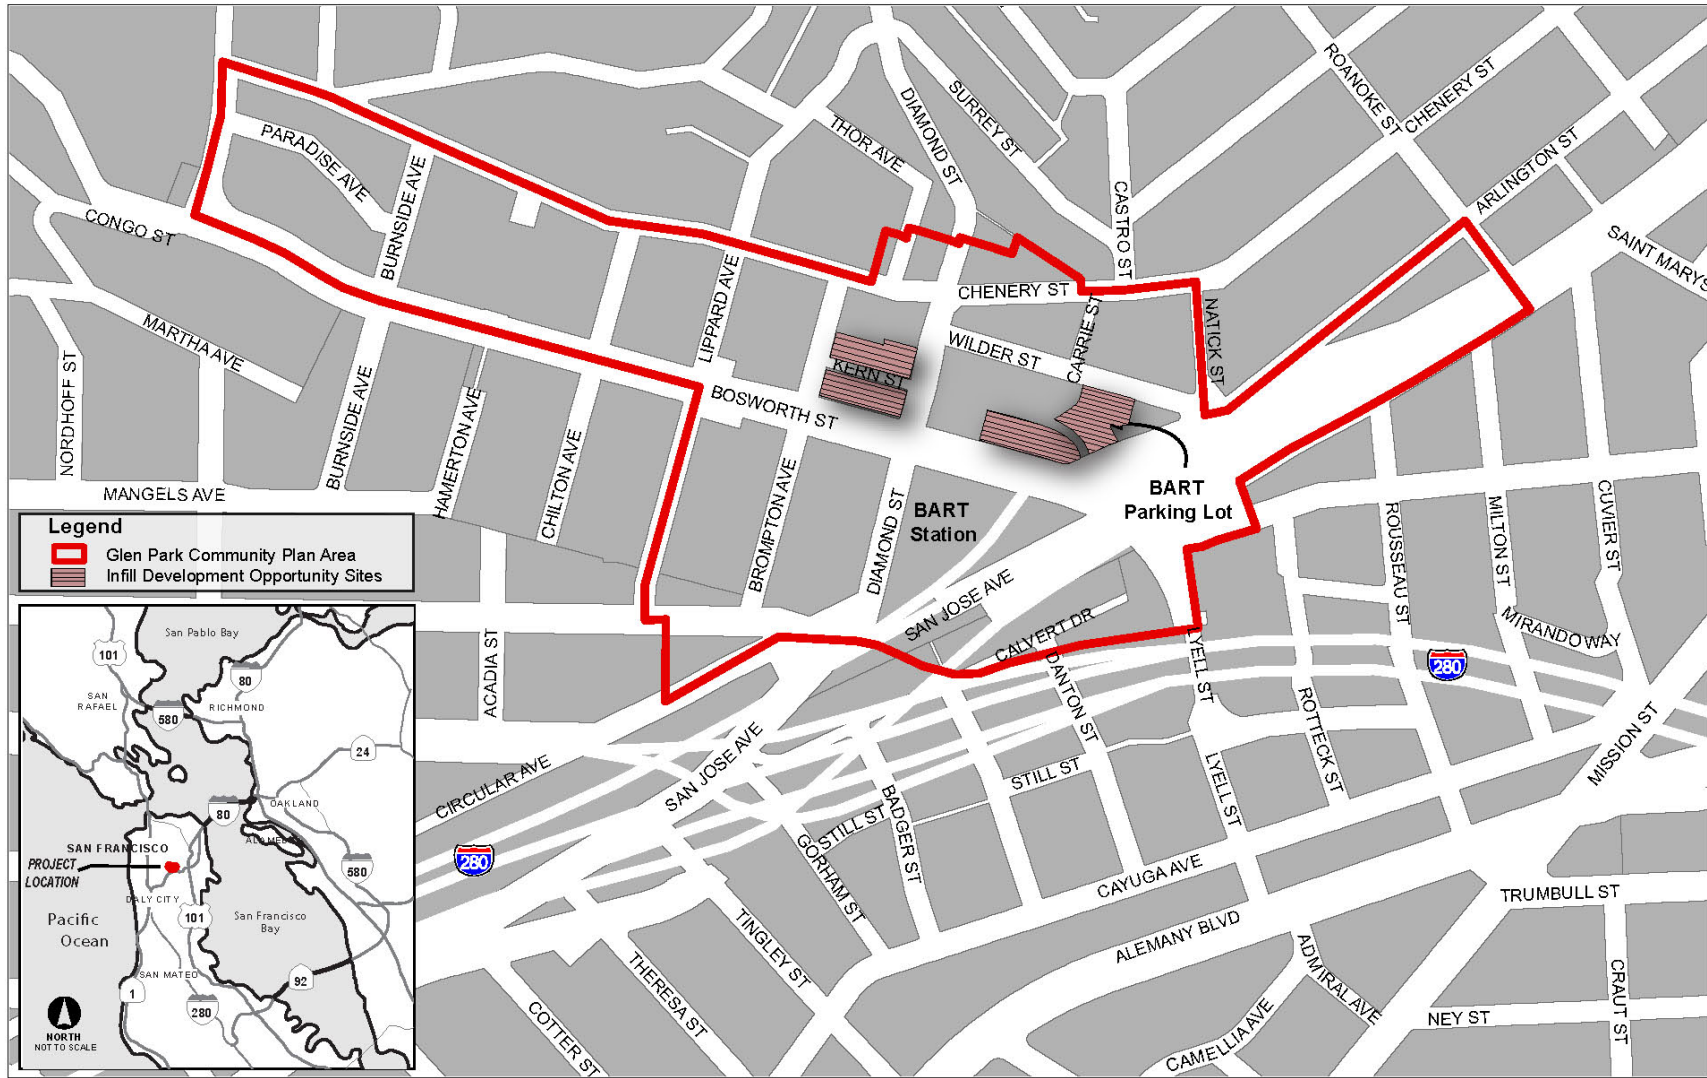 ROANOKE ST
CHENERY ST
SURREY ST
DIAMOND ST
THOR AVE
ARLINGTON ST
PARADISE AVE
BURNSIDE AVE
CASTRO ST
CONGO ST
SAINT MARYS
LIPPARD AVE
CHENERY ST
NATICK ST
CARRIE ST
WILDER ST
MARTHA AVE
NORDHOFF ST
KERN ST
BOSWORTH ST
BURNSIDE AVE
HAMERTON AVE
CHILTON AVE
MANGELS AVE
BROMPTON AVE
DIAMOND ST
BART
Station
BART
Parking Lot
ROUSSEAU ST
MILTON ST
CUVIER ST
Legend
Glen Park Community Plan Area
Infill Development Opportunity Sites
SAN JOSE AVE
CALVERT DR
MIRANDO WAY
ACADIA ST
DANTON ST
LYELL ST
280
ROTTECK ST
MISSION ST
SAN JOSE AVE
CIRCULAR AVE
STILL ST
STILL ST
LYELL ST
BADGER ST
GORHAM ST
280
CAYUGA AVE
TRUMBULL ST
ALEMANY BLVD
TINGLEY ST
THERESA ST
COTTER ST
ADMIRAL AVE
CAMELLIA AVE
NEY ST
CRAUT ST
San Pablo Bay
101
80
SAN
RAFAEL
580
RICHMOND
24
80
OAKLAND
ALAMEDA
SAN FRANCISCO
PROJECT
LOCATION
580
DALY CITY
101
San Francisco
Bay
Pacific
Ocean
SAN MATEO
92
1
280
NORTH
NOT TO SCALE